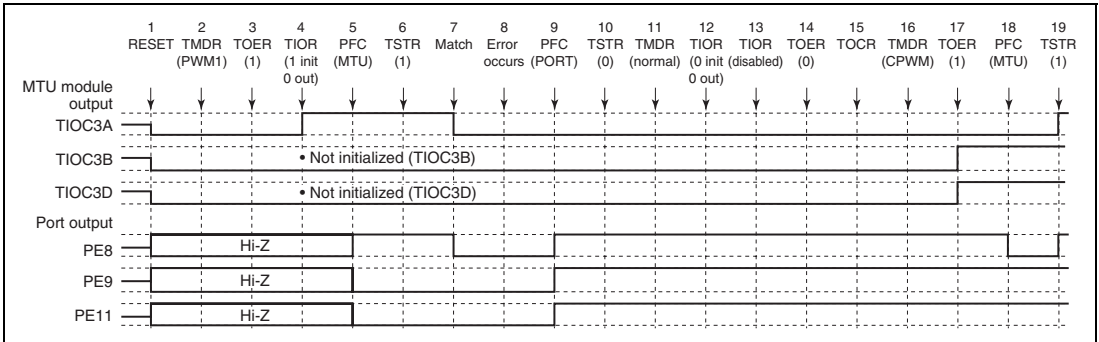 1 2 3 4 5 6 7 8 9 10 11 12 13 14 15 16 17 18 19
RESET TMDR TOER TIOR PFC TSTR Match Error PFC TSTR TMDR TIOR TIOR TOER TOCR TMDR TOER PFC TSTR
(PWM1) (1) (1 init (MTU) (1) occurs (PORT) (0) (normal) (0 init (disabled) (0) (CPWM) (1) (MTU) (1)
0 out) 0 out)
MTU module
output
TIOC3A
TIOC3B • Not initialized (TIOC3B)
TIOC3D • Not initialized (TIOC3D)
Port output
PE8 Hi-Z
PE9 Hi-Z
PE11 Hi-Z